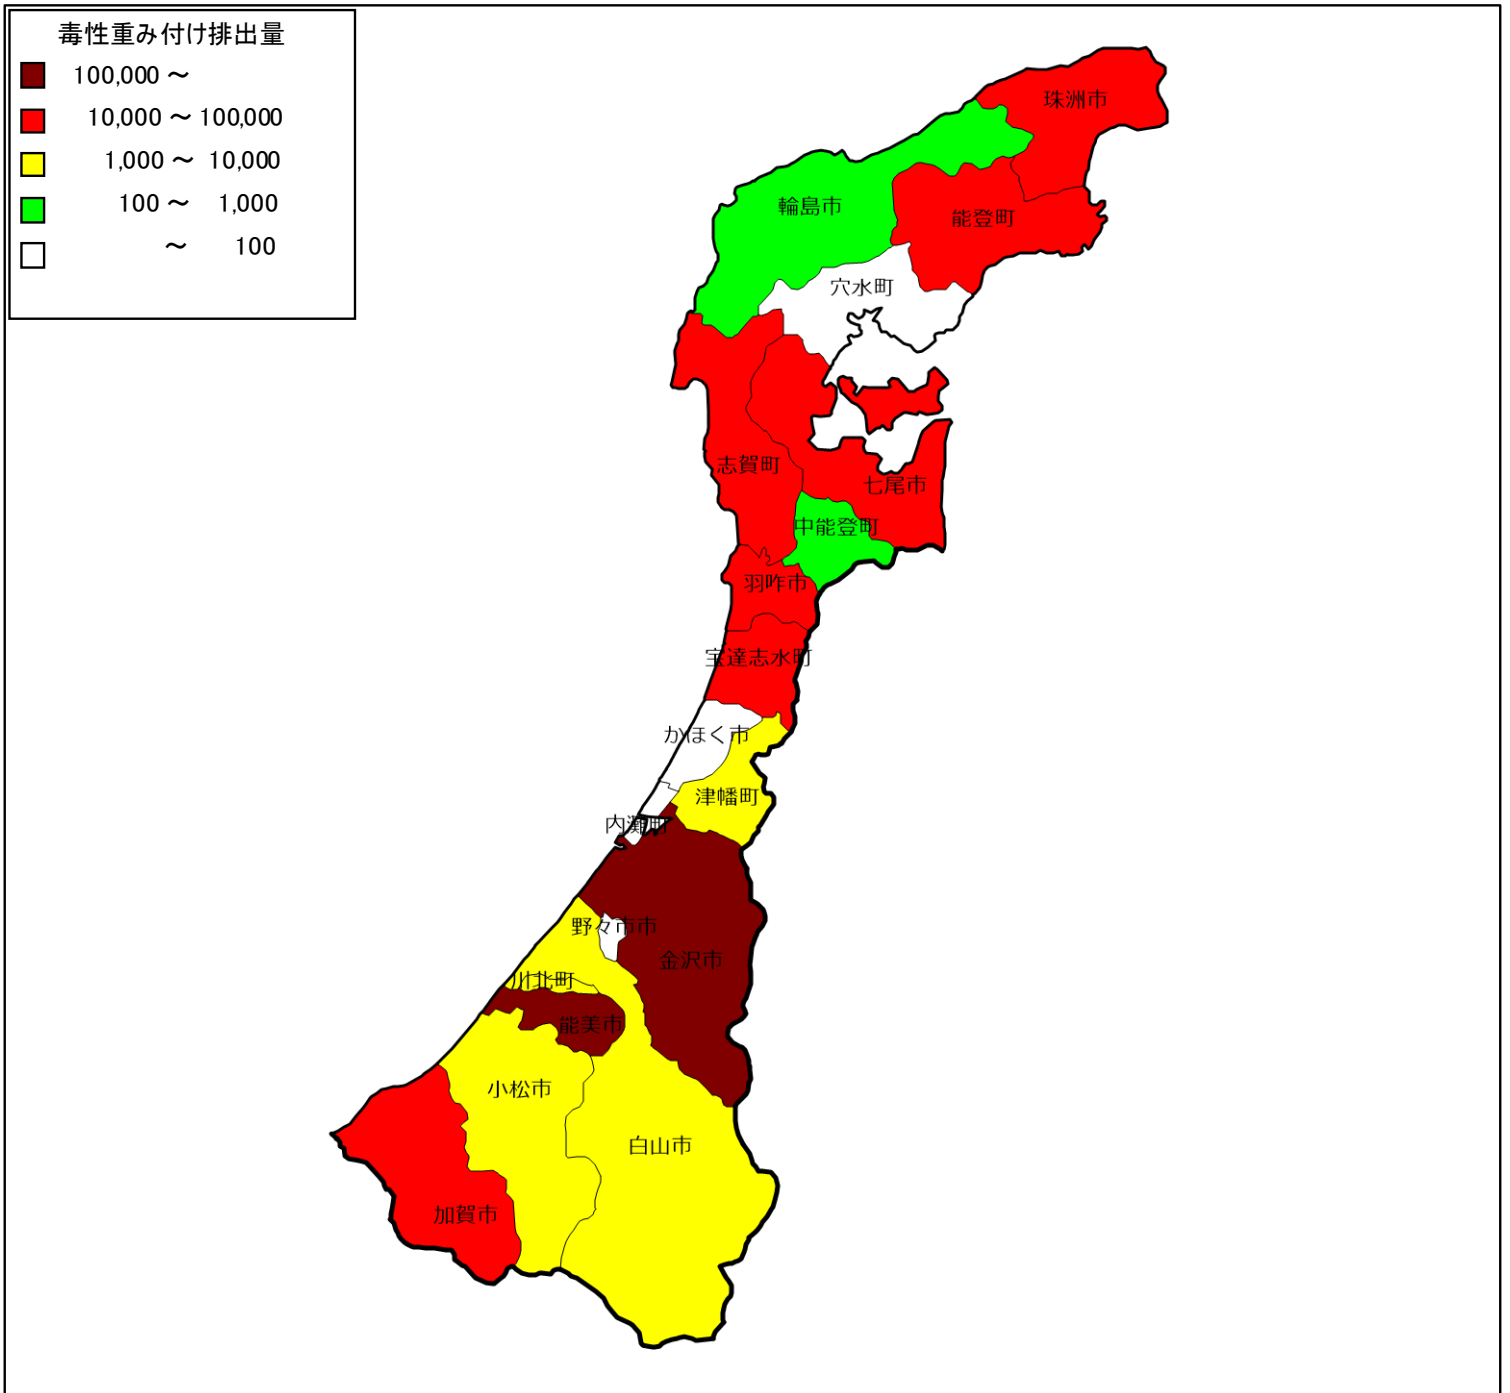 毒性重み付け排出量
100,000 ～
10,000 ～ 100,000
1,000 ～ 10,000
100 ～ 1,000
～ 100
珠洲市
輪島市
能登町
穴水町
志賀町
七尾市
中能登町
羽咋市
宝達志水町
かほく市
津幡町
内灘町
野々市市
金沢市
川北町
能美市
小松市
白山市
加賀市